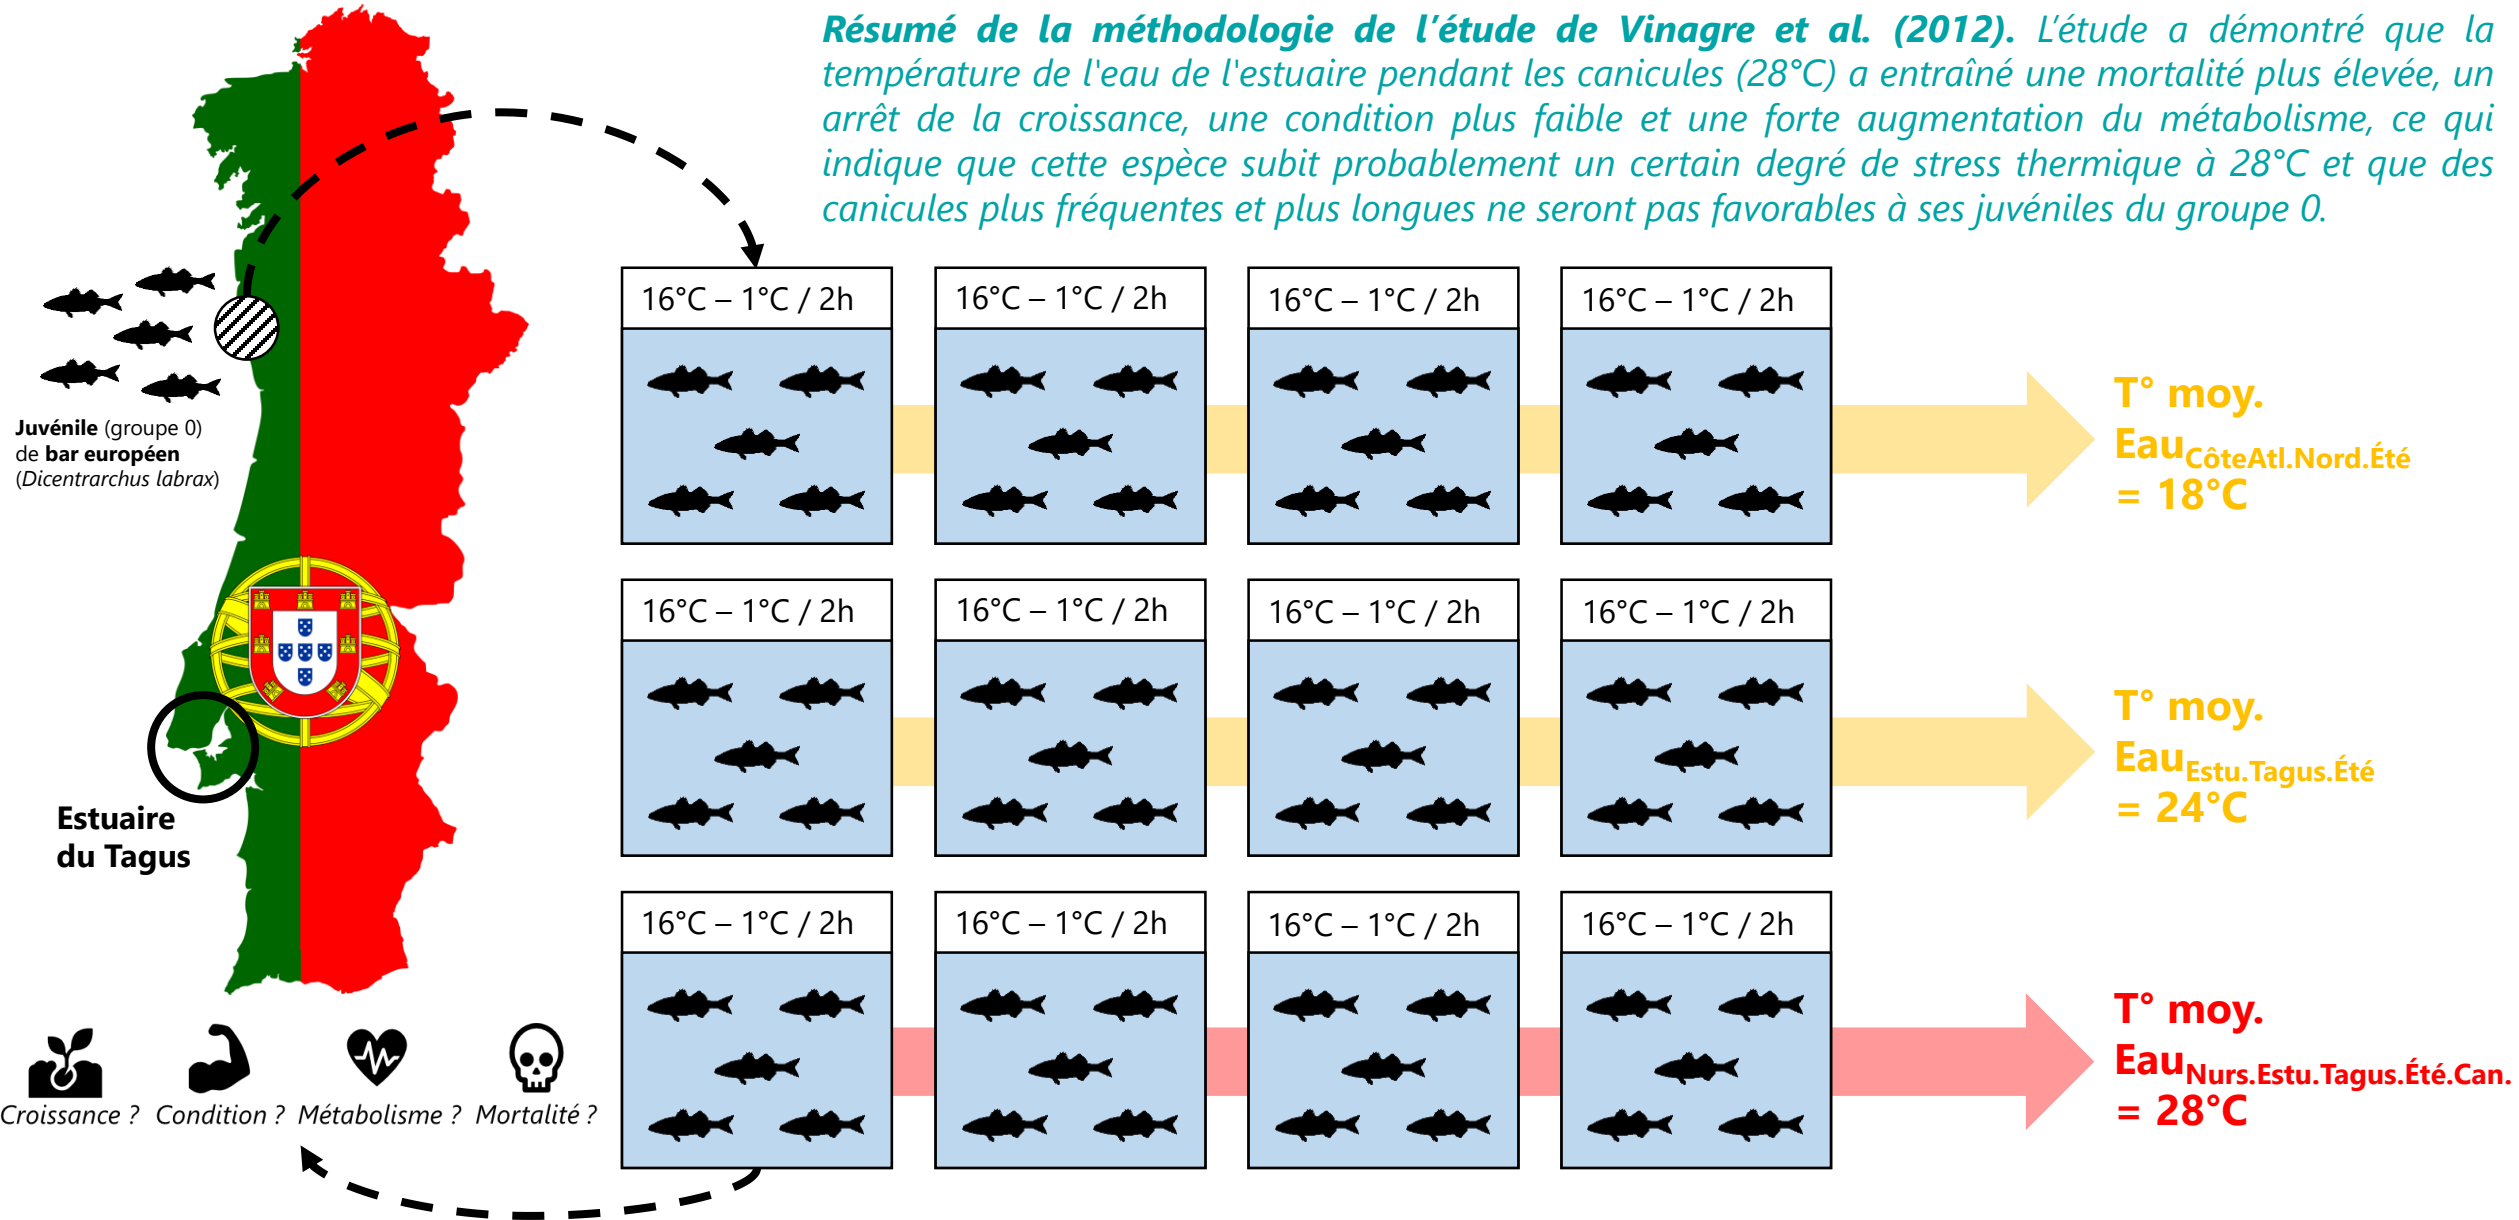 Résumé de la méthodologie de l'étude de Vinagre et al. (2012). L'étude a démontré que la
température de l'eau de l'estuaire pendant les canicules (28°C) a entraîné une mortalité plus élevée, un
arrêt de la croissance, une condition plus faible et une forte augmentation du métabolisme, ce qui
indique que cette espèce subit probablement un certain degré de stress thermique à 28°C et que des
canicules plus fréquentes et plus longues ne seront pas favorables à ses juvéniles du groupe 0.
Juvénile (groupe 0)
de bar européen
(Dicentrarchus labrax)
Estuaire
du Tagus
16°C – 1°C / 2h
16°C – 1°C / 2h
16°C – 1°C / 2h
16°C – 1°C / 2h
T° moy.
Eau CôteAtl.Nord.Été
= 18°C
16°C – 1°C / 2h
16°C – 1°C / 2h
16°C – 1°C / 2h
16°C – 1°C / 2h
T° moy.
Eau Estu.Tagus.Été
= 24°C
16°C – 1°C / 2h
16°C – 1°C / 2h
16°C – 1°C / 2h
16°C – 1°C / 2h
T° moy.
Eau Nurs.Estu.Tagus.Été.Can.
= 28°C
Croissance ? Condition ? Métabolisme ? Mortalité ?